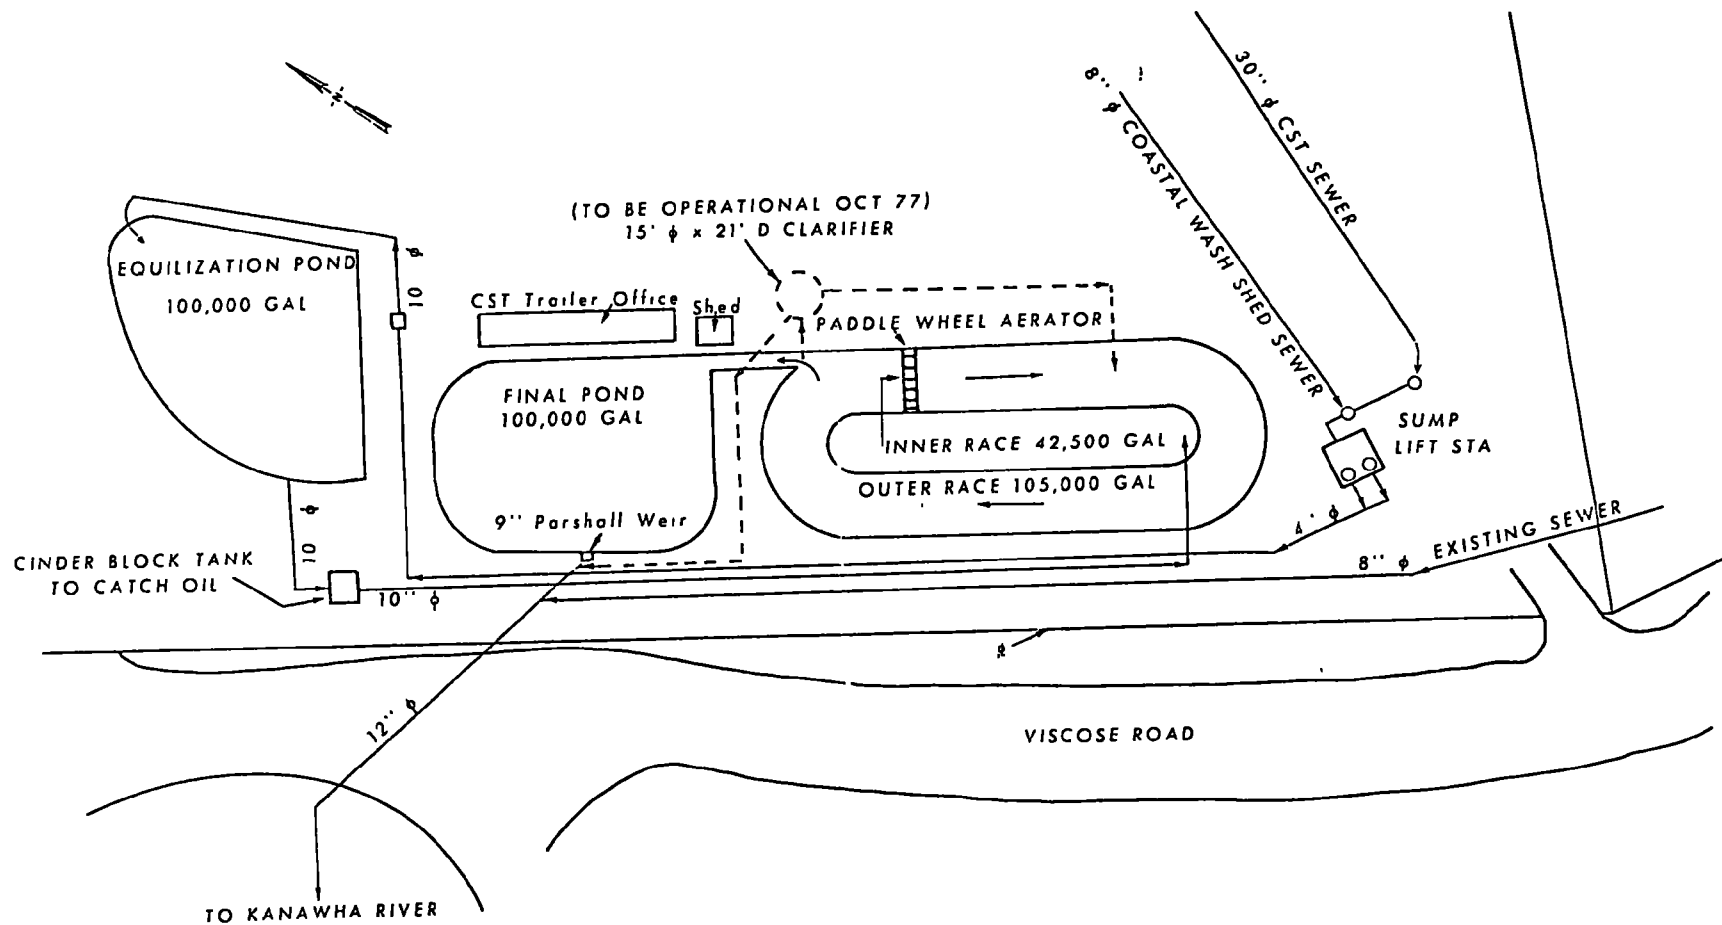 8'' ϕ COASTAL WASH SHED SEWER
30'' ϕ CST SEWER
N
(TO BE OPERATIONAL OCT 77)
15' ϕ x 21' D CLARIFIER
EQUILIZATION POND
100,000 GAL
10 ϕ
CST Trailer Office
Shed
PADDLE WHEEL AERATOR
FINAL POND
100,000 GAL
INNER RACE 42,500 GAL
OUTER RACE 105,000 GAL
SUMP
LIFT STA
9'' Parshall Weir
4' ϕ
EXISTING SEWER
8'' ϕ
10 ϕ
CINDER BLOCK TANK
TO CATCH OIL
10'' ϕ
12'' ϕ
VISCOSE ROAD
TO KANAWHA RIVER